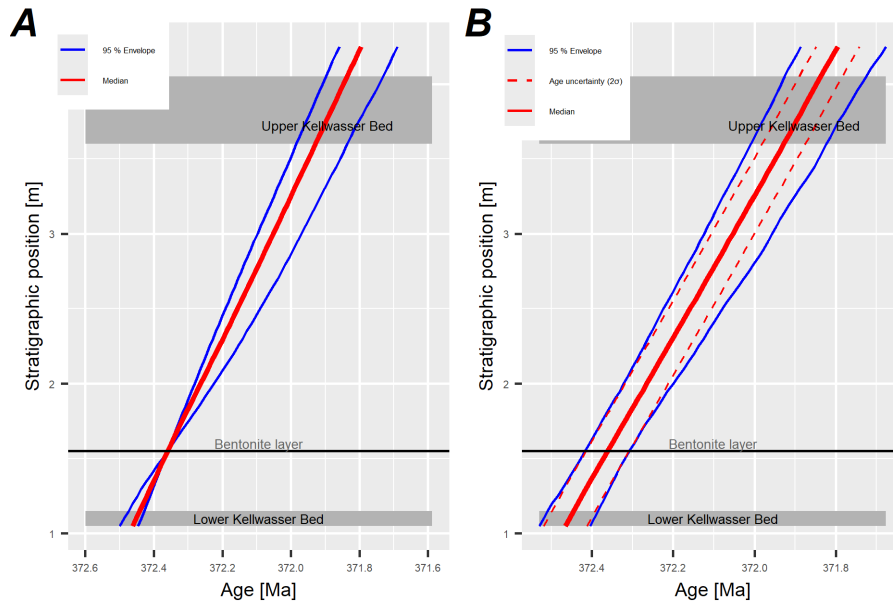 A
95 % Envelope
Median
Upper Kellwasser Bed
Bentonite layer
Lower Kellwasser Bed
Stratigraphic position [m]
3
2
1
372.6
372.4
372.2
372.0
371.8
371.6
Age [Ma]
B
95 % Envelope
Age uncertainty (2σ)
Median
Upper Kellwasser Bed
Bentonite layer
Lower Kellwasser Bed
Stratigraphic position [m]
3
2
1
372.4
372.2
372.0
371.8
Age [Ma]